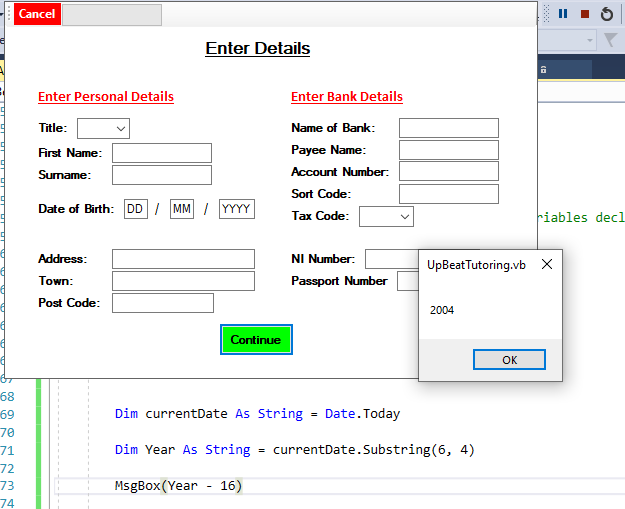 Cancel
Enter Details
Enter Personal Details
Title:
First Name:
Surname:
Date of Birth: DD / MM / YYYY
Address:
Town:
Post Code:
Enter Bank Details
Name of Bank:
Payee Name:
Account Number:
Sort Code:
Tax Code:
NI Number:
Passport Number
Continue
UpBeatTutoring.vb
2004
OK
ariables decl
68
69 Dim currentDate As String = Date.Today
70
71 Dim Year As String = currentDate.Substring(6, 4)
72
73 MsgBox(Year - 16)
74